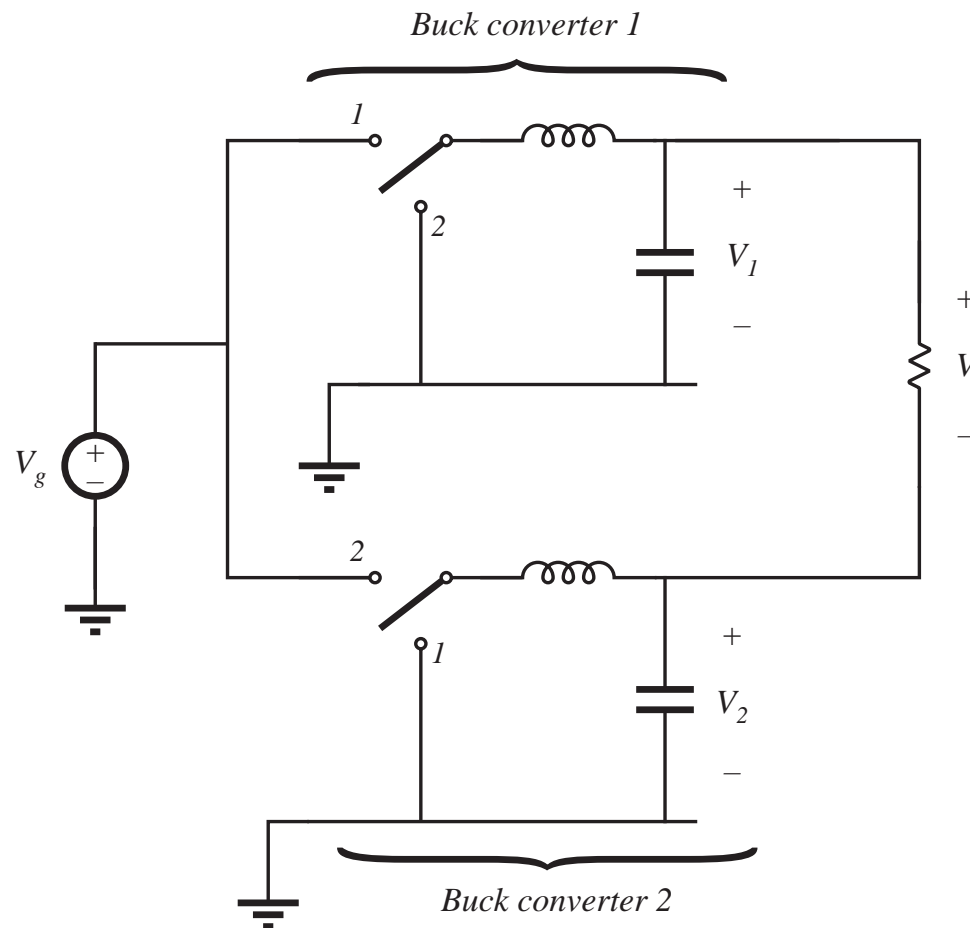 Buck converter 1
1
2
+
V1
–
+
V
–
Vg
+
–
2
1
+
V2
–
Buck converter 2